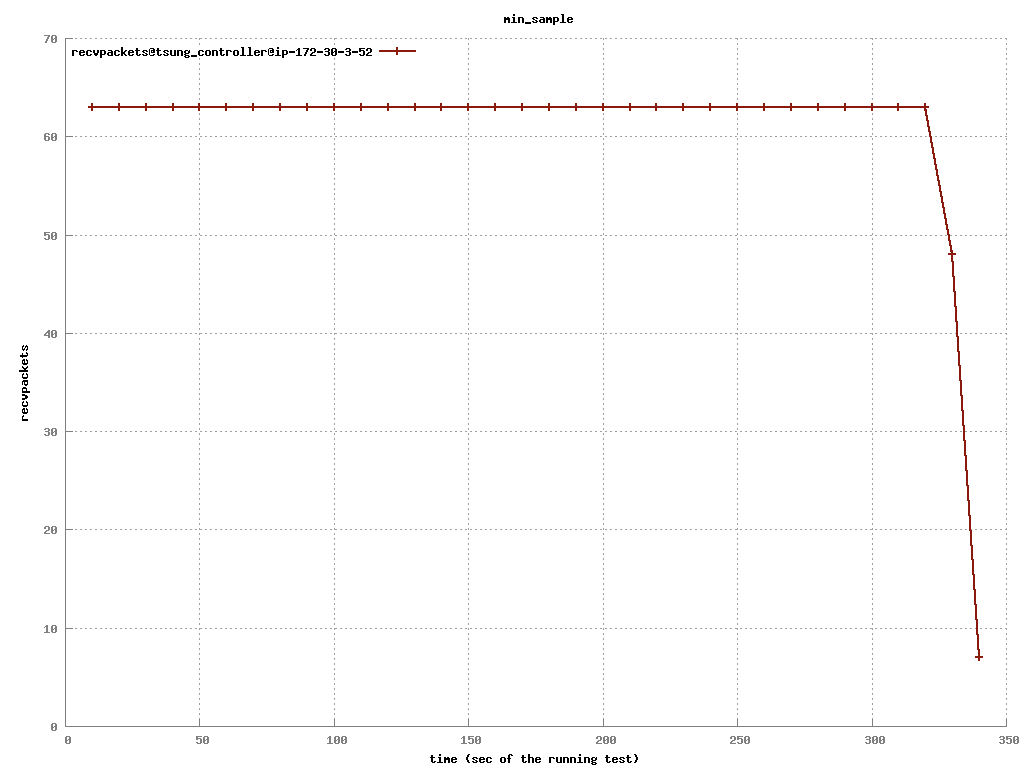 min_sample
70
recvpackets@tsung_controller@ip-172-30-3-52
60
50
40
recvpackets
30
20
10
0
0 50 100 150 200 250 300 350
time (sec of the running test)